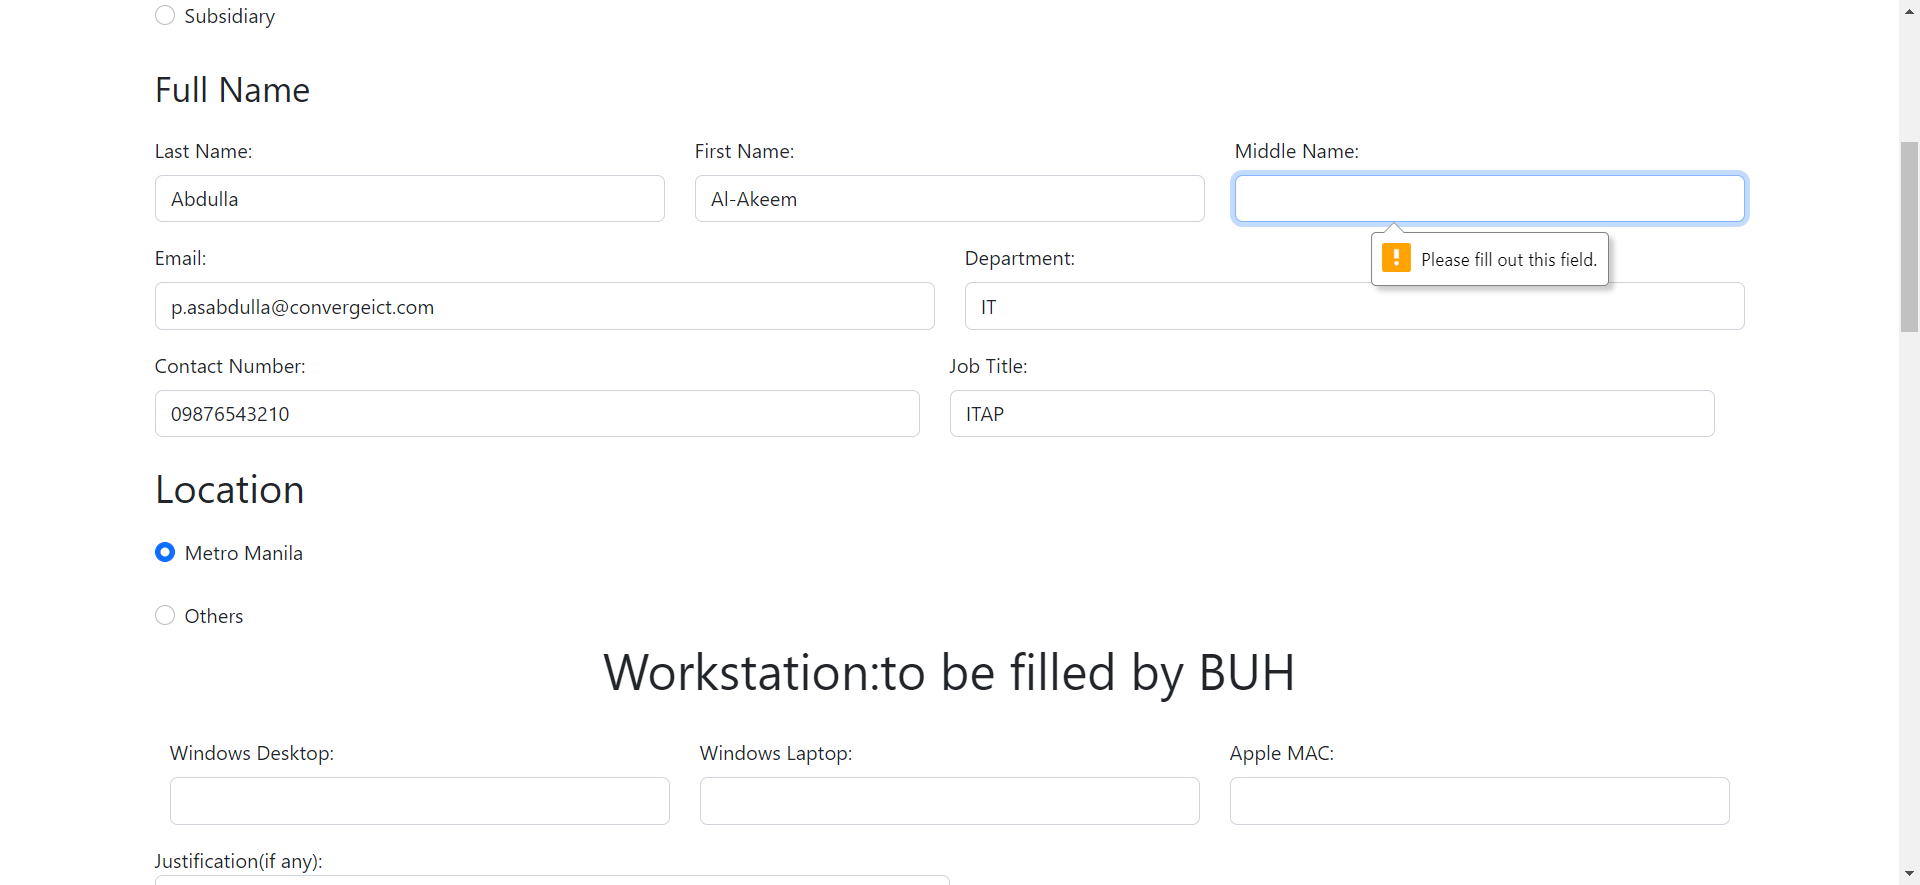 Subsidiary
Full Name
Last Name: First Name: Middle Name:
Abdulla Al-Akeem
Please fill out this field.
Email: Department:
p.asabdulla@convergeict.com IT
Contact Number: Job Title:
09876543210 ITAP
Location
Metro Manila
Others
Workstation:to be filled by BUH
Windows Desktop: Windows Laptop: Apple MAC:
Justification(if any):